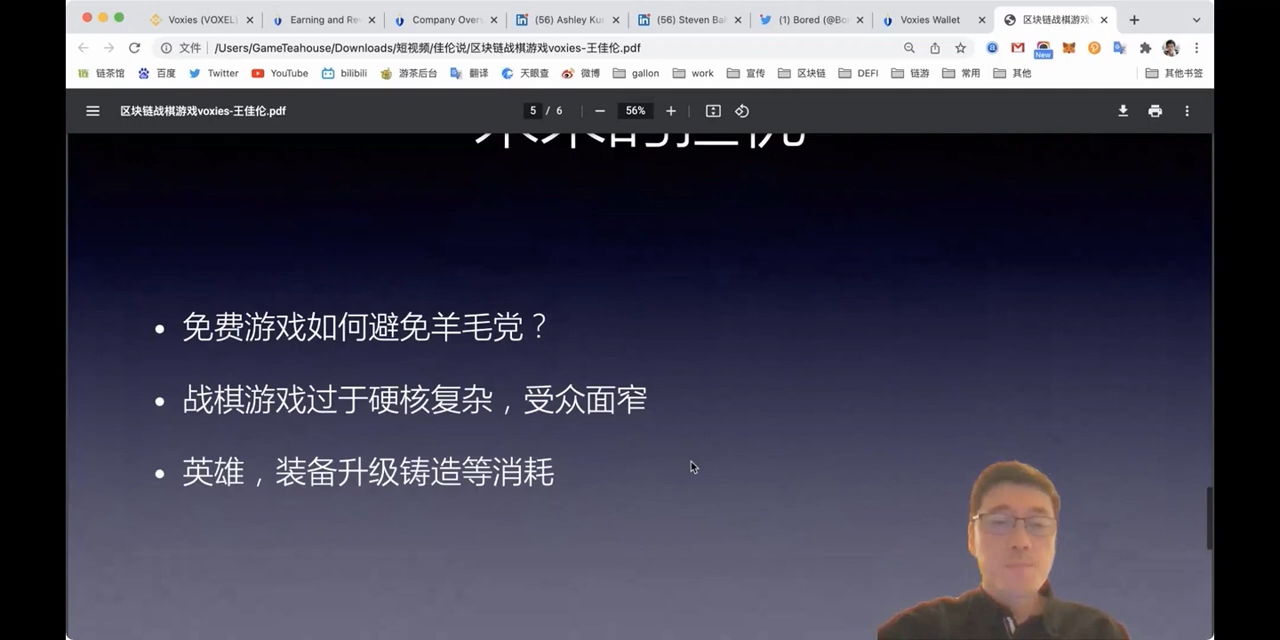 Voxies (VOXEL)
Earning and Re
Company Over
(56) Ashley Ku
(56) Steven Ba
(1) Bored (@Bo
Voxies Wallet
区块链战棋游戏
文件 /Users/GameTeahouse/Downloads/短视频/佳伦说/区块链战棋游戏voxies-王佳伦.pdf
New
链茶馆 百度 Twitter YouTube bilibili 游茶后台 翻译 天眼查 微博 gallon work 宣传 区块链 DEFI 链游 常用 其他 其他书签
区块链战棋游戏voxies-王佳伦.pdf 5 / 6 56%
• 免费游戏如何避免羊毛党？
• 战棋游戏过于硬核复杂，受众面窄
• 英雄，装备升级铸造等消耗